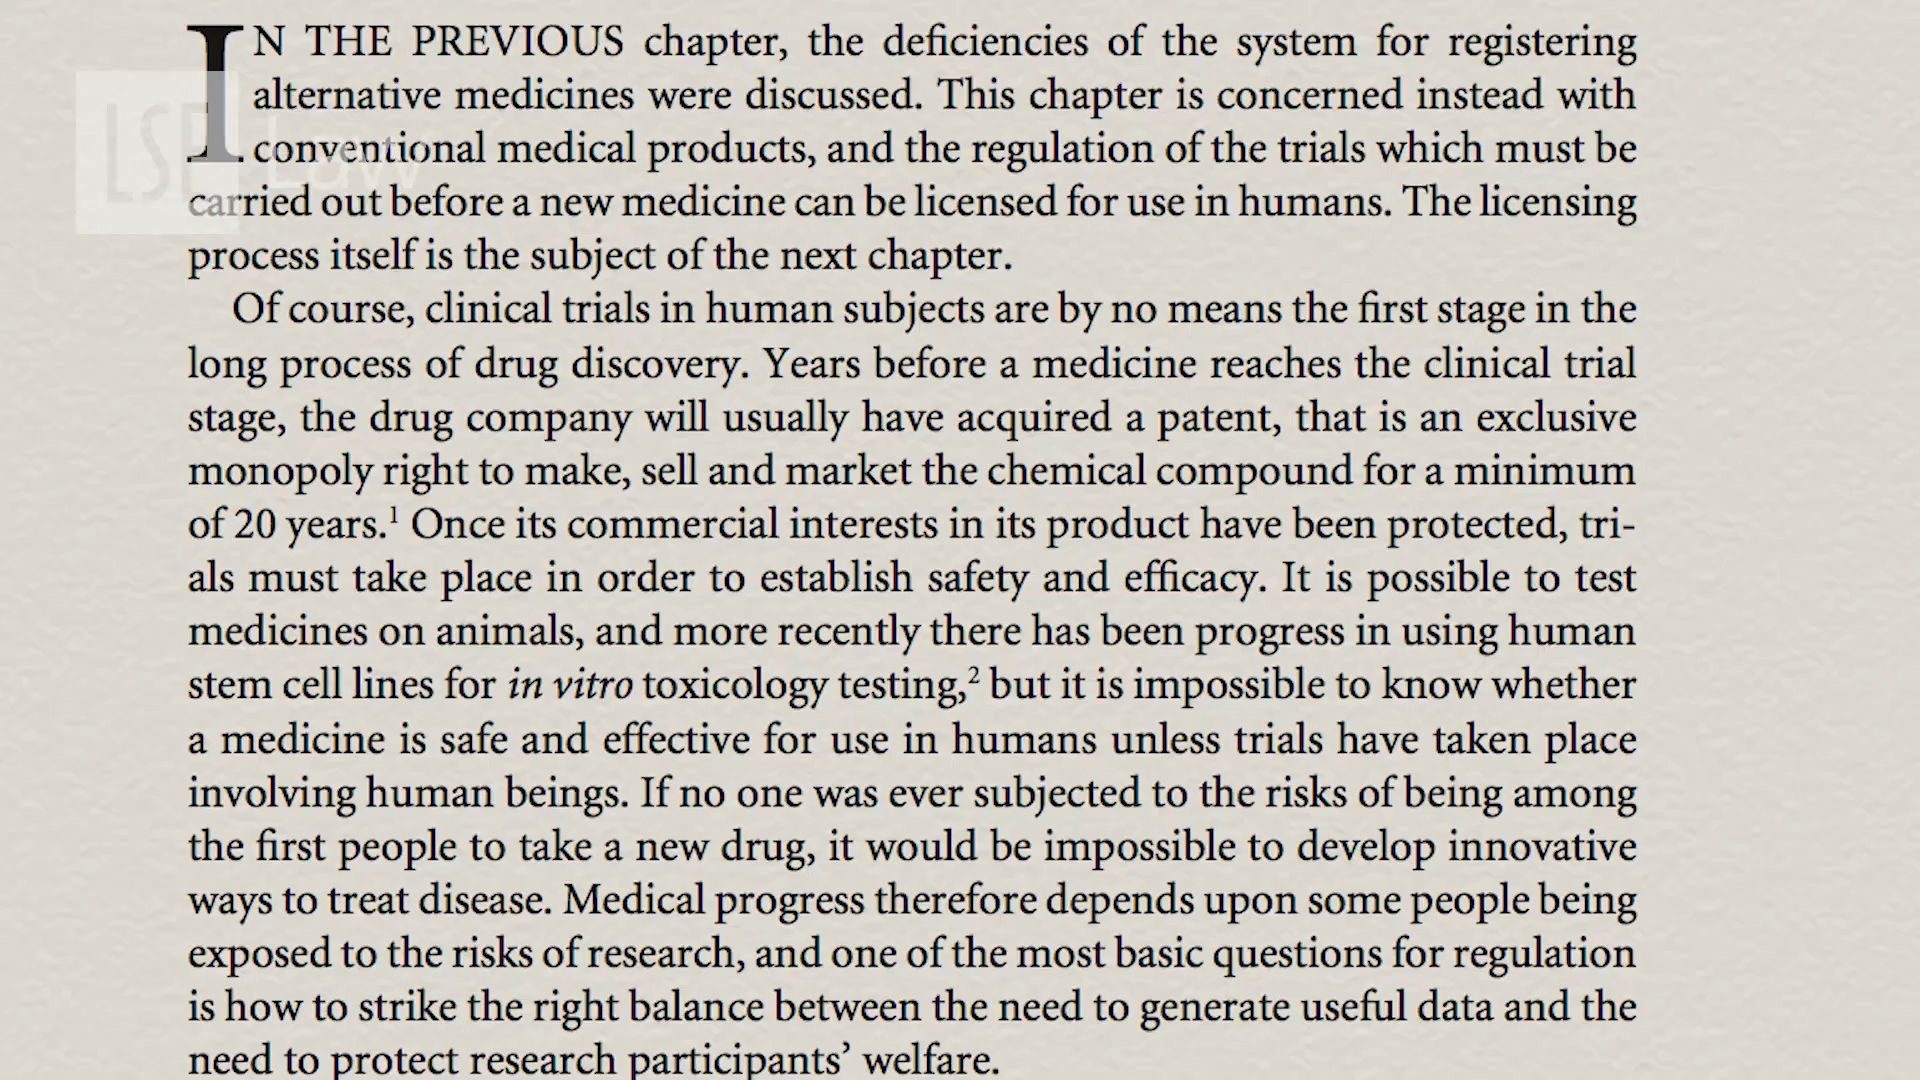 IN THE PREVIOUS chapter, the deficiencies of the system for registering
alternative medicines were discussed. This chapter is concerned instead with
conventional medical products, and the regulation of the trials which must be
carried out before a new medicine can be licensed for use in humans. The licensing
process itself is the subject of the next chapter.
Of course, clinical trials in human subjects are by no means the first stage in the
long process of drug discovery. Years before a medicine reaches the clinical trial
stage, the drug company will usually have acquired a patent, that is an exclusive
monopoly right to make, sell and market the chemical compound for a minimum
of 20 years.¹ Once its commercial interests in its product have been protected, tri-
als must take place in order to establish safety and efficacy. It is possible to test
medicines on animals, and more recently there has been progress in using human
stem cell lines for in vitro toxicology testing,² but it is impossible to know whether
a medicine is safe and effective for use in humans unless trials have taken place
involving human beings. If no one was ever subjected to the risks of being among
the first people to take a new drug, it would be impossible to develop innovative
ways to treat disease. Medical progress therefore depends upon some people being
exposed to the risks of research, and one of the most basic questions for regulation
is how to strike the right balance between the need to generate useful data and the
need to protect research participants’ welfare.
LSE Law